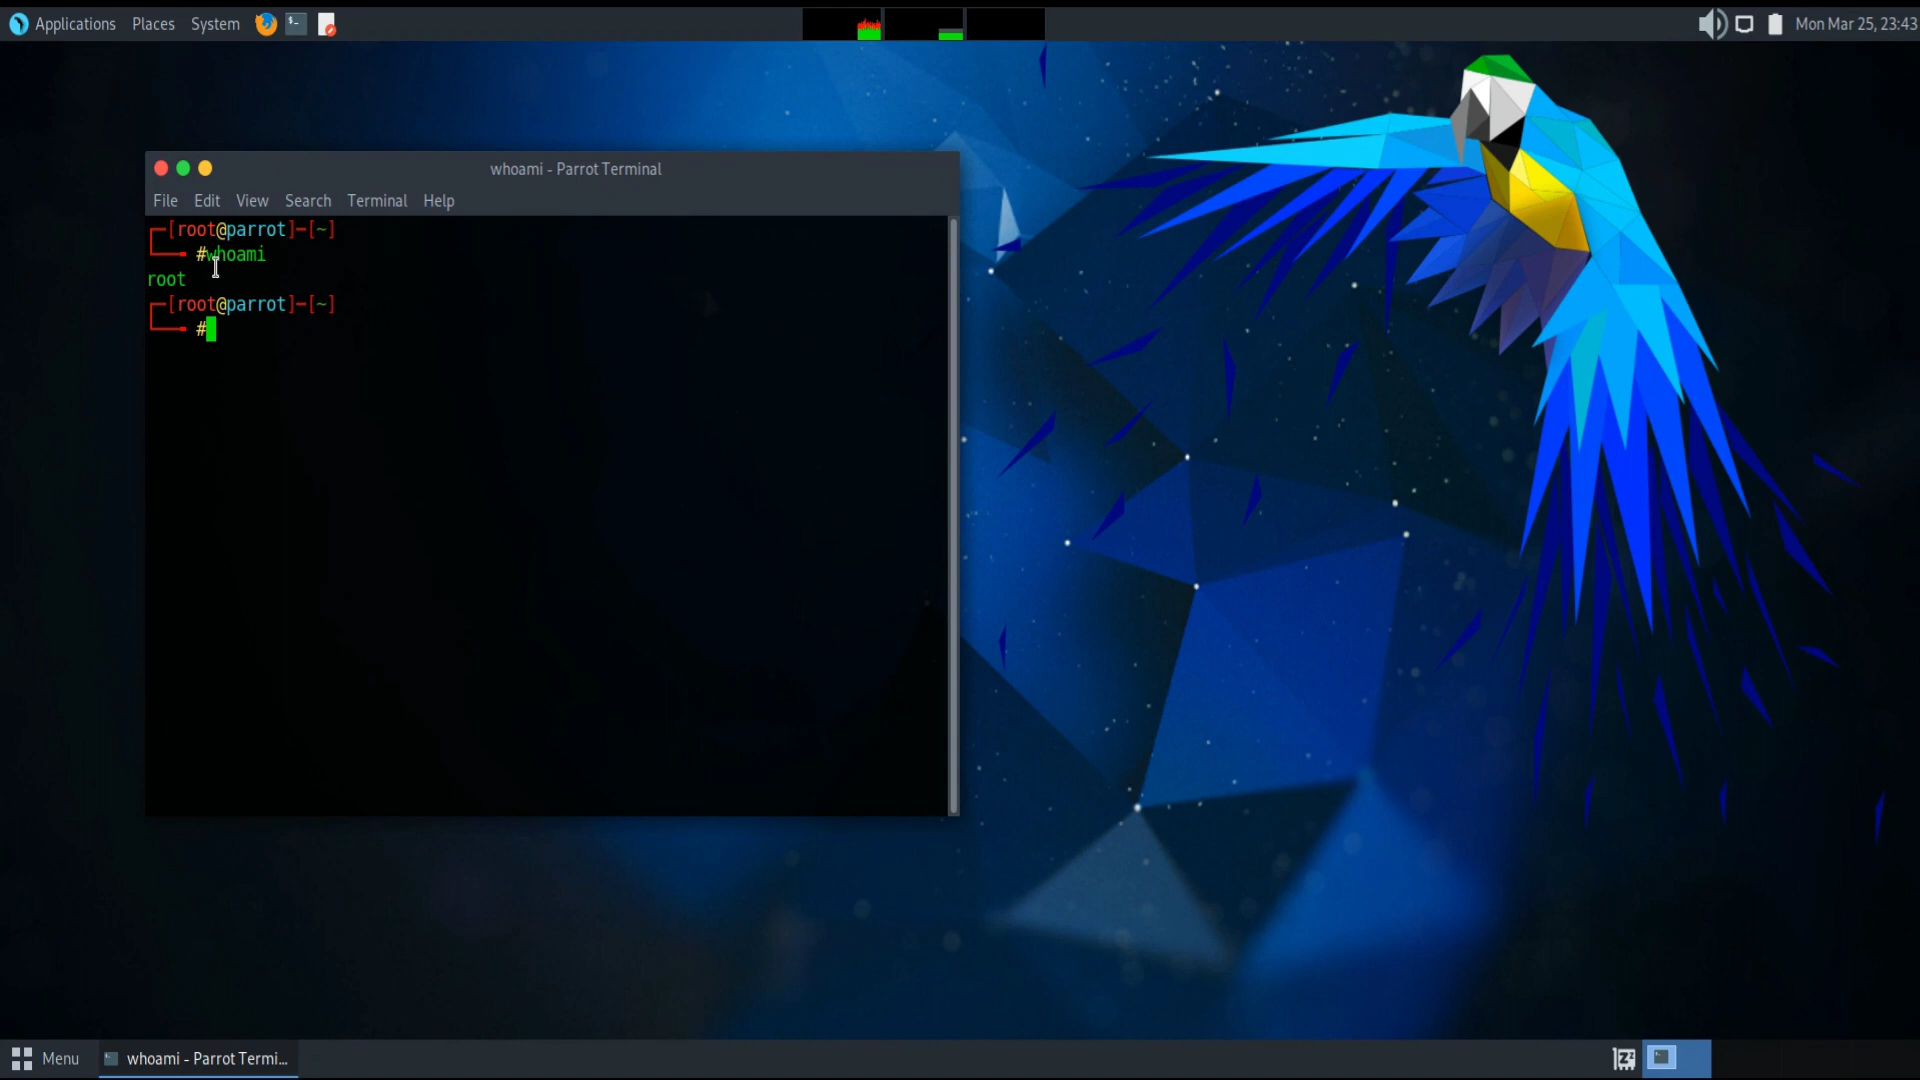 Applications Places System Mon Mar 25, 23:43
whoami - Parrot Terminal
File Edit View Search Terminal Help
[root@parrot]-[~]
#whoami
root
[root@parrot]-[~]
#
Menu whoami - Parrot Termi...